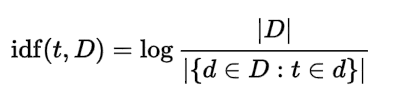 idf(t, D) = log |D| / |{d ∈ D : t ∈ d}|